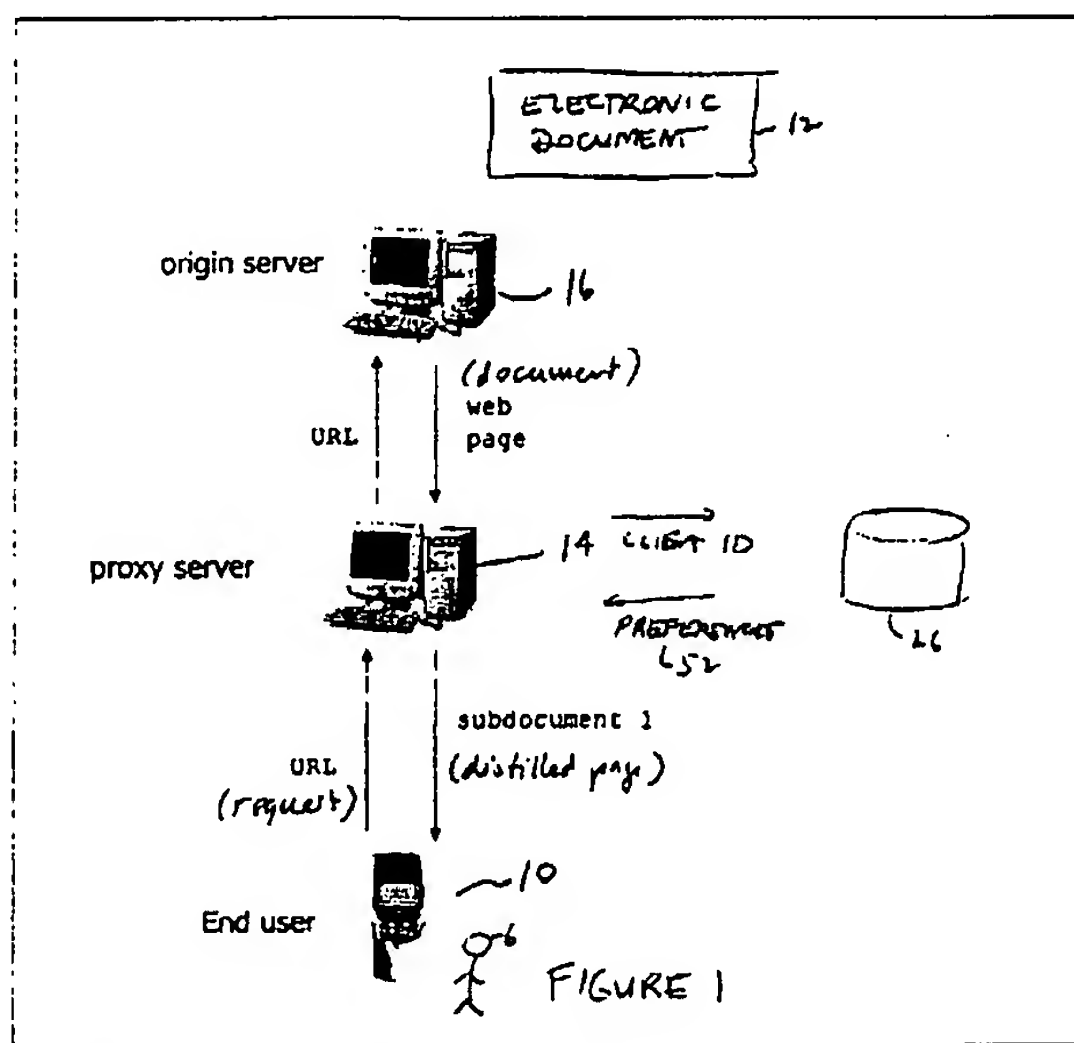 ELECTRONIC
DOCUMENT
12
origin server
16
(document)
web
page
URL
14
CLIENT ID
proxy server
PREFERENCES
52
26
subdocument 1
(distilled page)
URL
(request)
10
End user
6
FIGURE 1